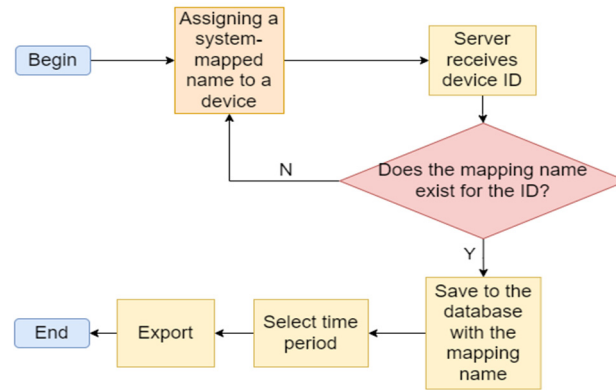 Begin
Assigning a
system-
mapped
name to a
device
Server
receives
device ID
Does the mapping name
exist for the ID?
N
Y
Save to the
database
with the
mapping
name
Select time
period
Export
End